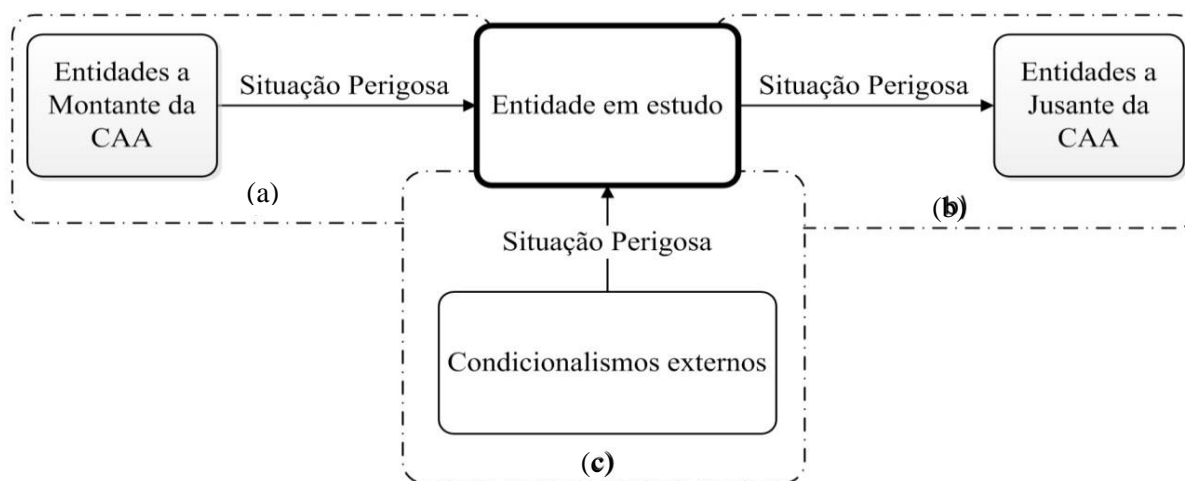 Entidades a
Montante da
CAA
Situação Perigosa
Entidade em estudo
Situação Perigosa
Entidades a
Jusante da
CAA
(a)
(b)
Situação Perigosa
Condicionalismos externos
(c)